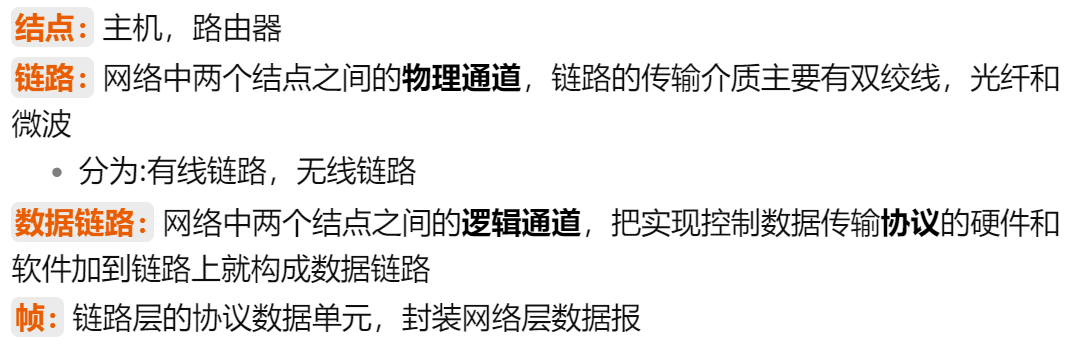 结点：主机，路由器
链路：网络中两个结点之间的物理通道，链路的传输介质主要有双绞线，光纤和
微波
• 分为:有线链路，无线链路
数据链路：网络中两个结点之间的逻辑通道，把实现控制数据传输协议的硬件和
软件加到链路上就构成数据链路
帧：链路层的协议数据单元，封装网络层数据报